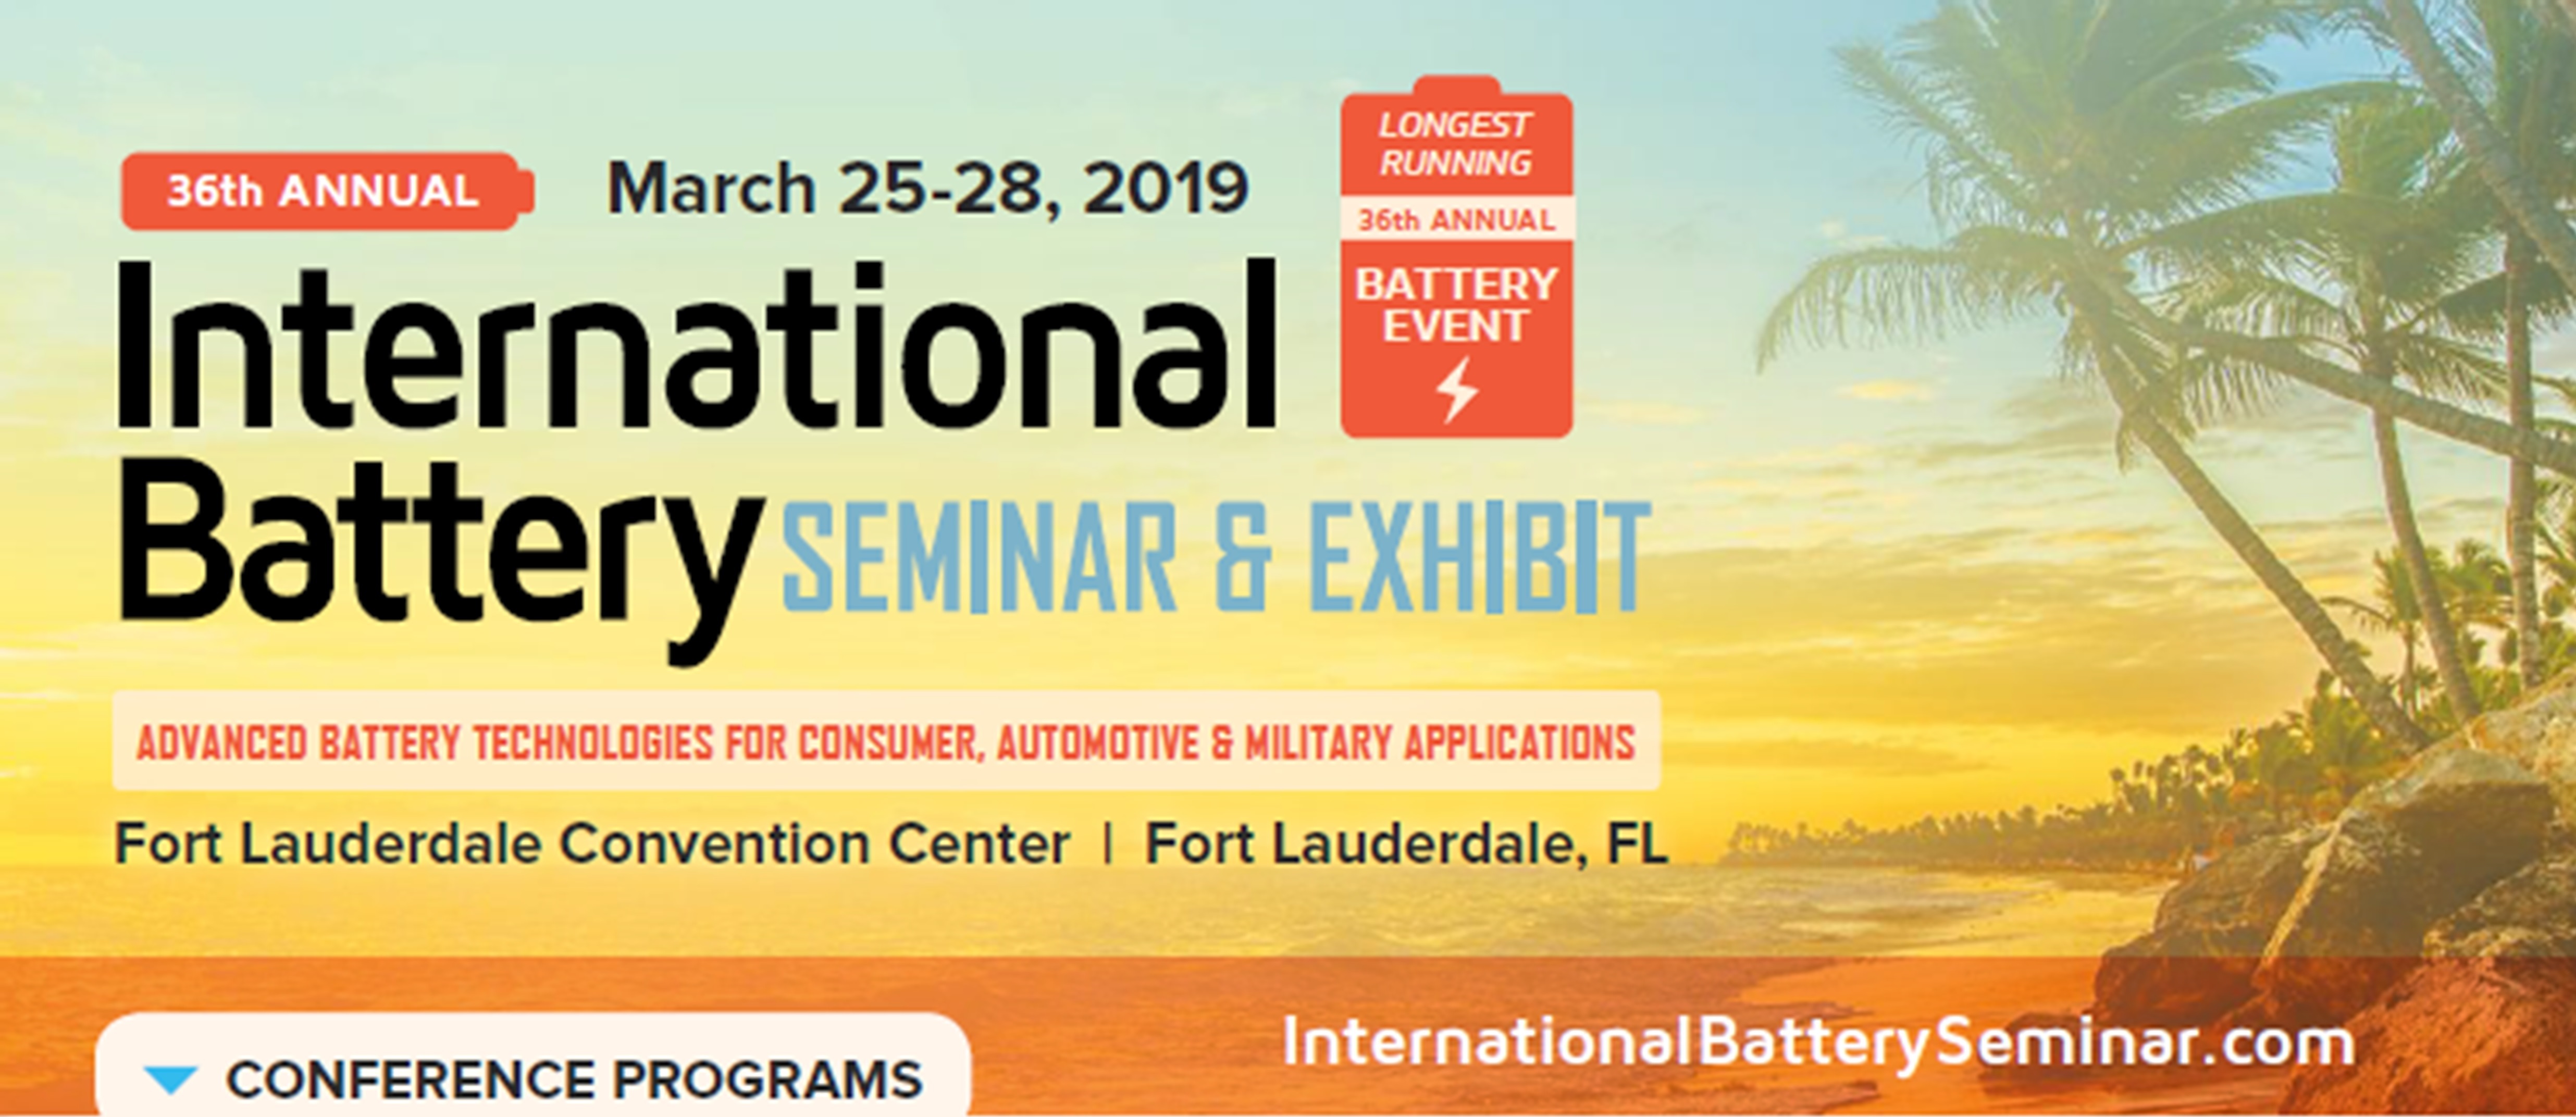 36th ANNUAL
March 25-28, 2019
International
Battery SEMINAR & EXHIBIT
LONGEST
RUNNING
36th ANNUAL
BATTERY
EVENT
ADVANCED BATTERY TECHNOLOGIES FOR CONSUMER, AUTOMOTIVE & MILITARY APPLICATIONS
Fort Lauderdale Convention Center | Fort Lauderdale, FL
CONFERENCE PROGRAMS
InternationalBatterySeminar.com